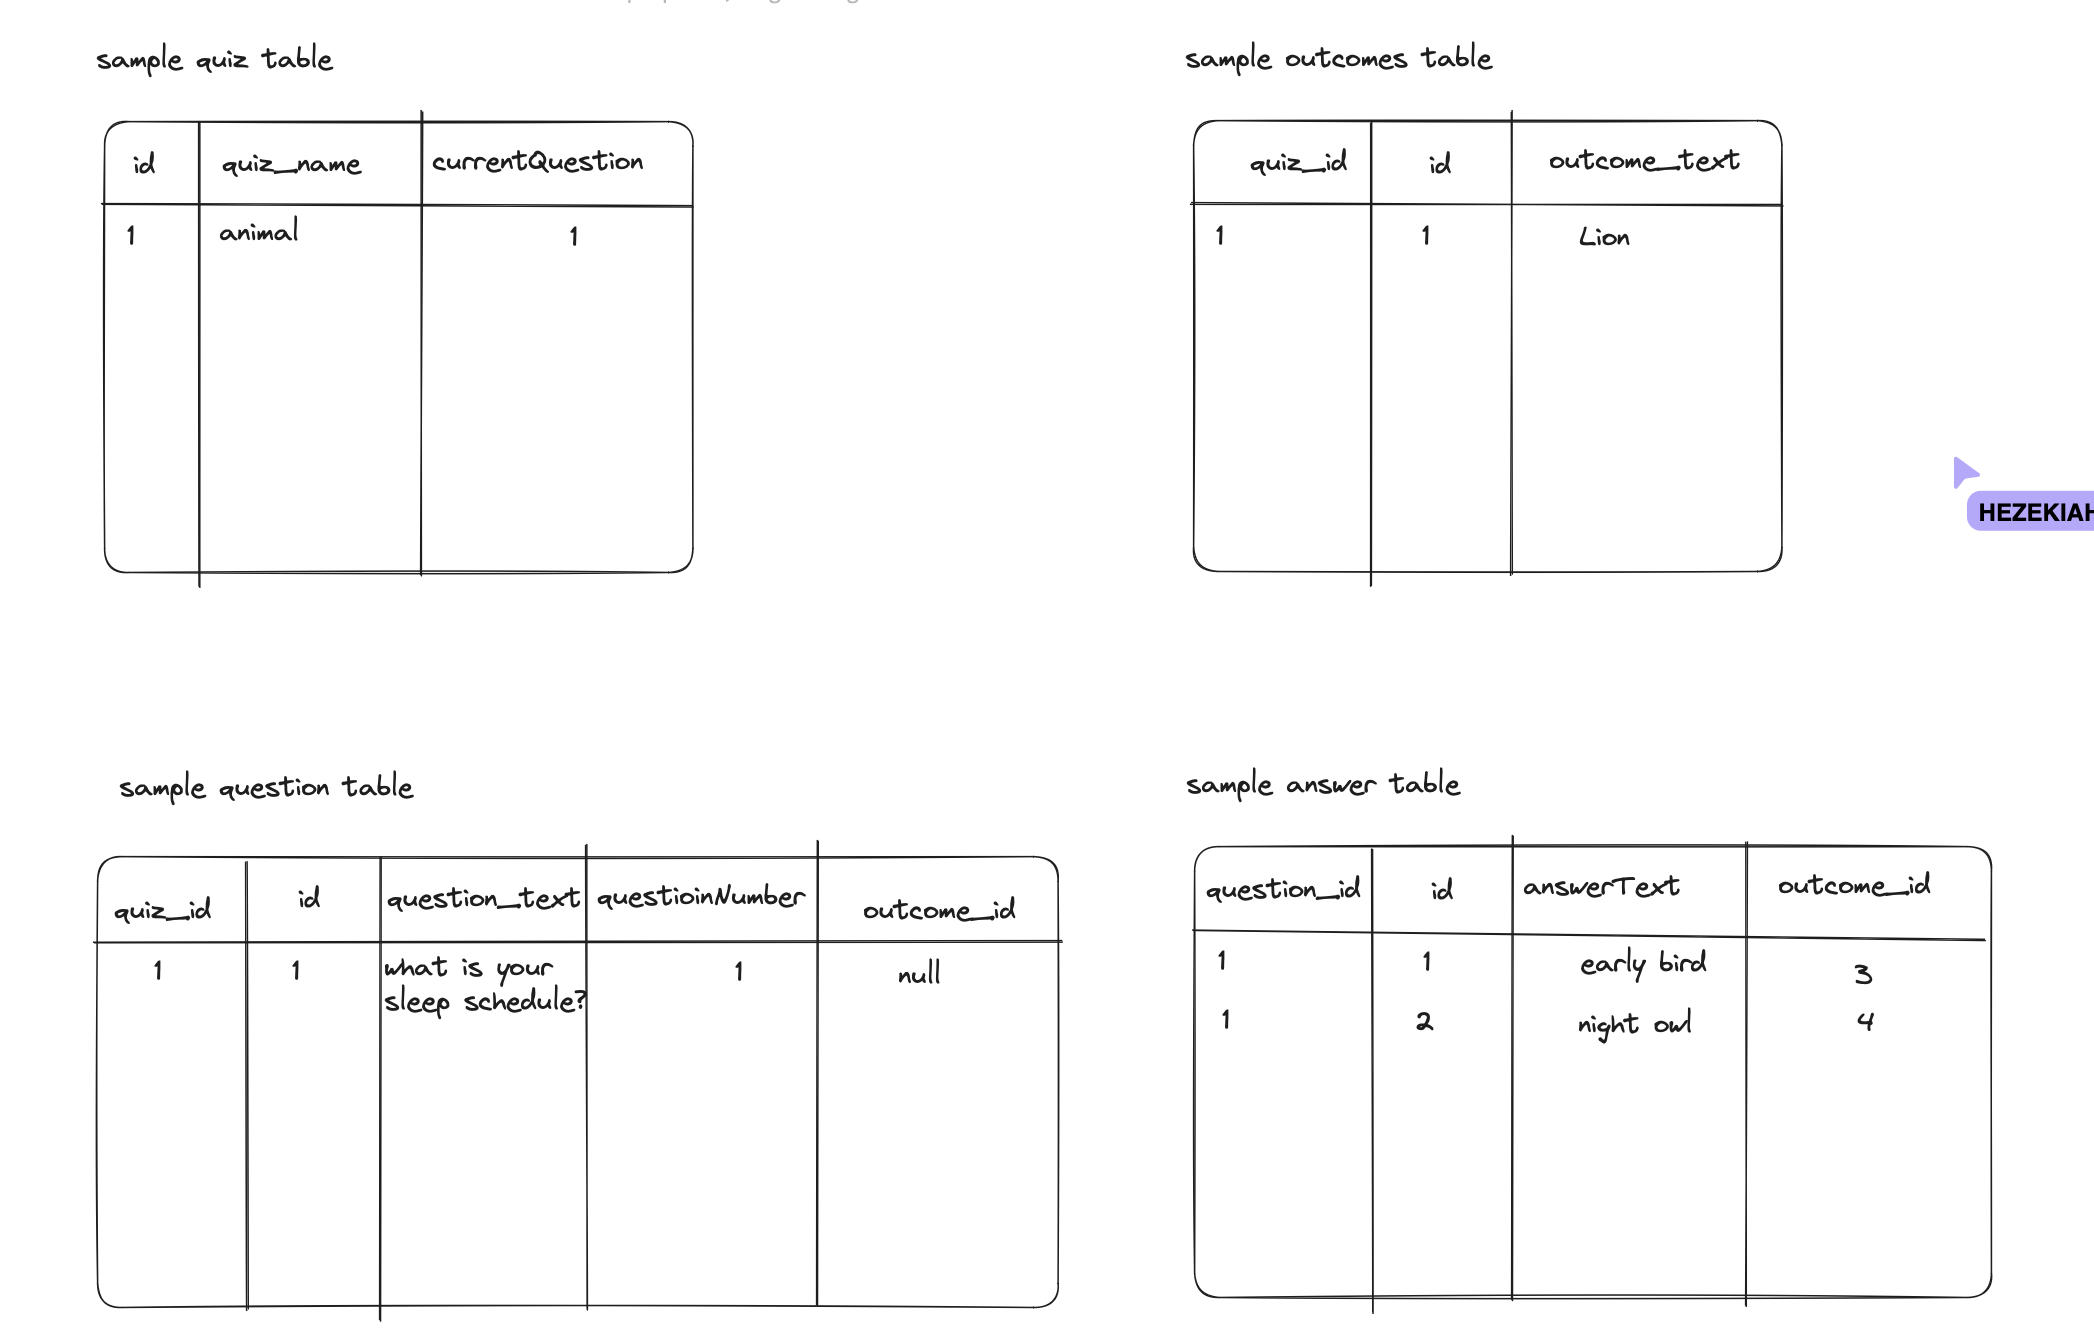 sample quiz table
id quiz_name currentQuestion
1 animal 1
sample outcomes table
quiz_id id outcome_text
1 1 Lion
HEZEKIAH
sample question table
quiz_id id question_text questioinNumber outcome_id
1 1 what is your 1 null
sleep schedule?
sample answer table
question_id id answerText outcome_id
1 1 early bird 3
1 2 night owl 4